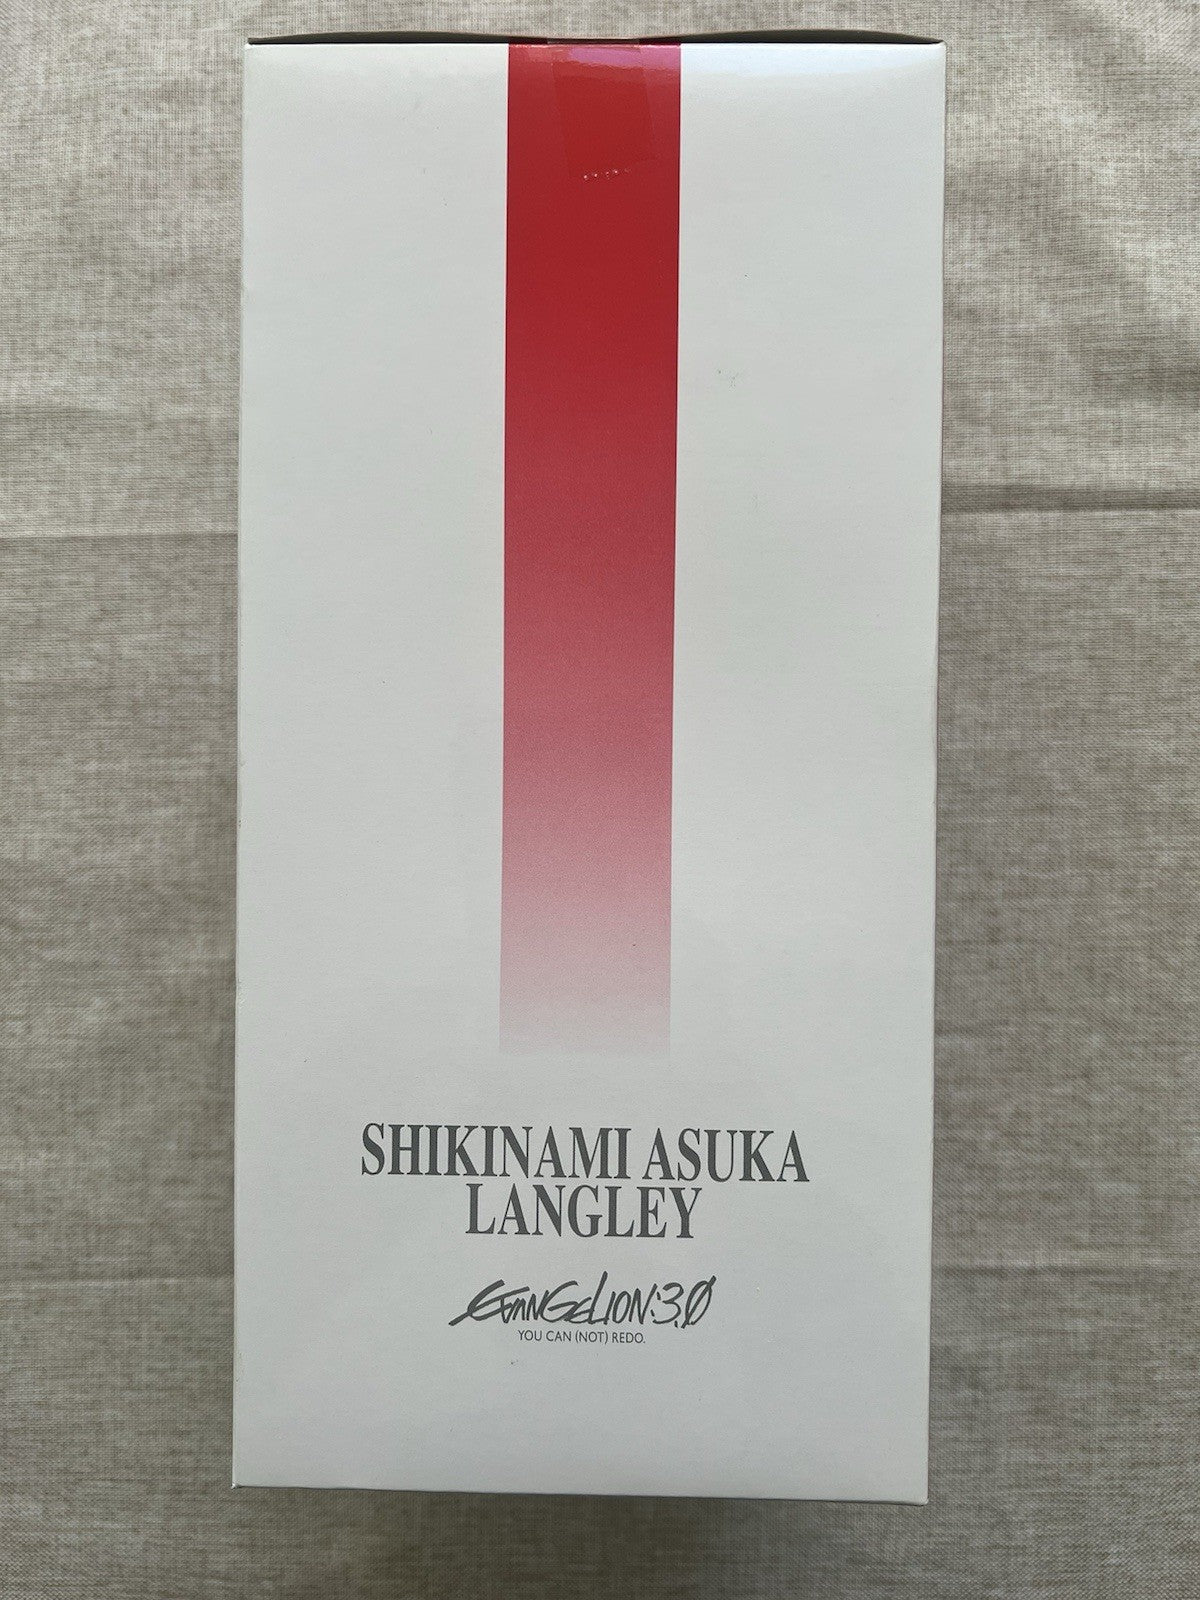 SHIKINAMI ASUKA
LANGLEY
EVANGELION:3.0
YOU CAN (NOT) REDO.